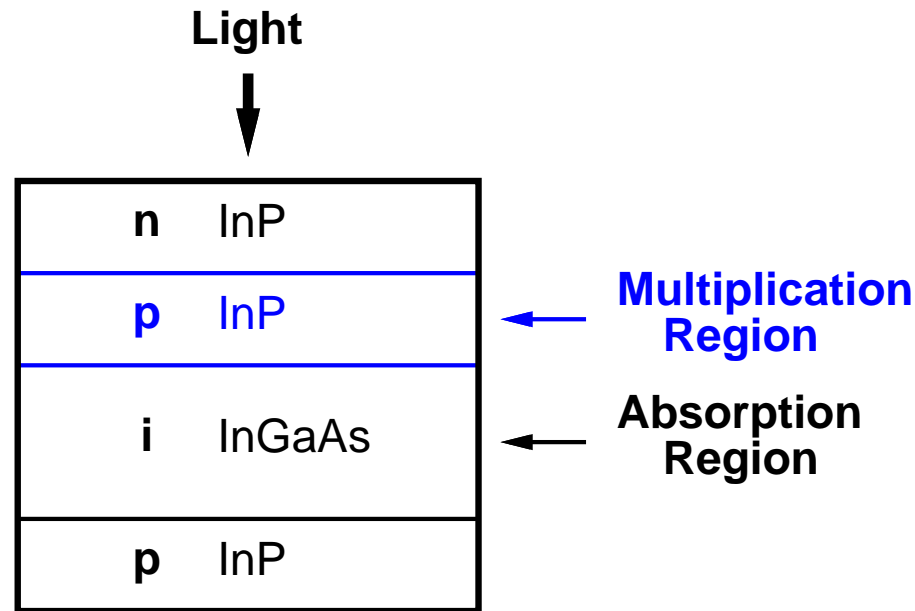 Light
n InP
p InP
Multiplication
Region
i InGaAs
Absorption
Region
p InP